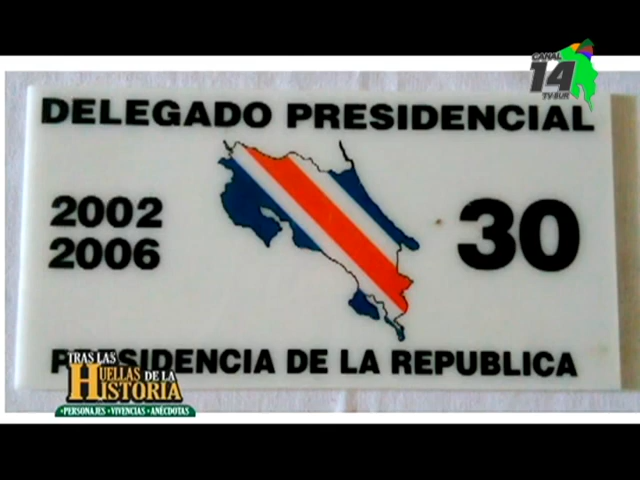 CANAL
14
TV-SUR
DELEGADO PRESIDENCIAL
2002
2006
30
PRESIDENCIA DE LA REPUBLICA
TRAS LAS
HUELLAS DE LA
HISTORIA
• PERSONAJES • VIVENCIAS • ANÉCDOTAS